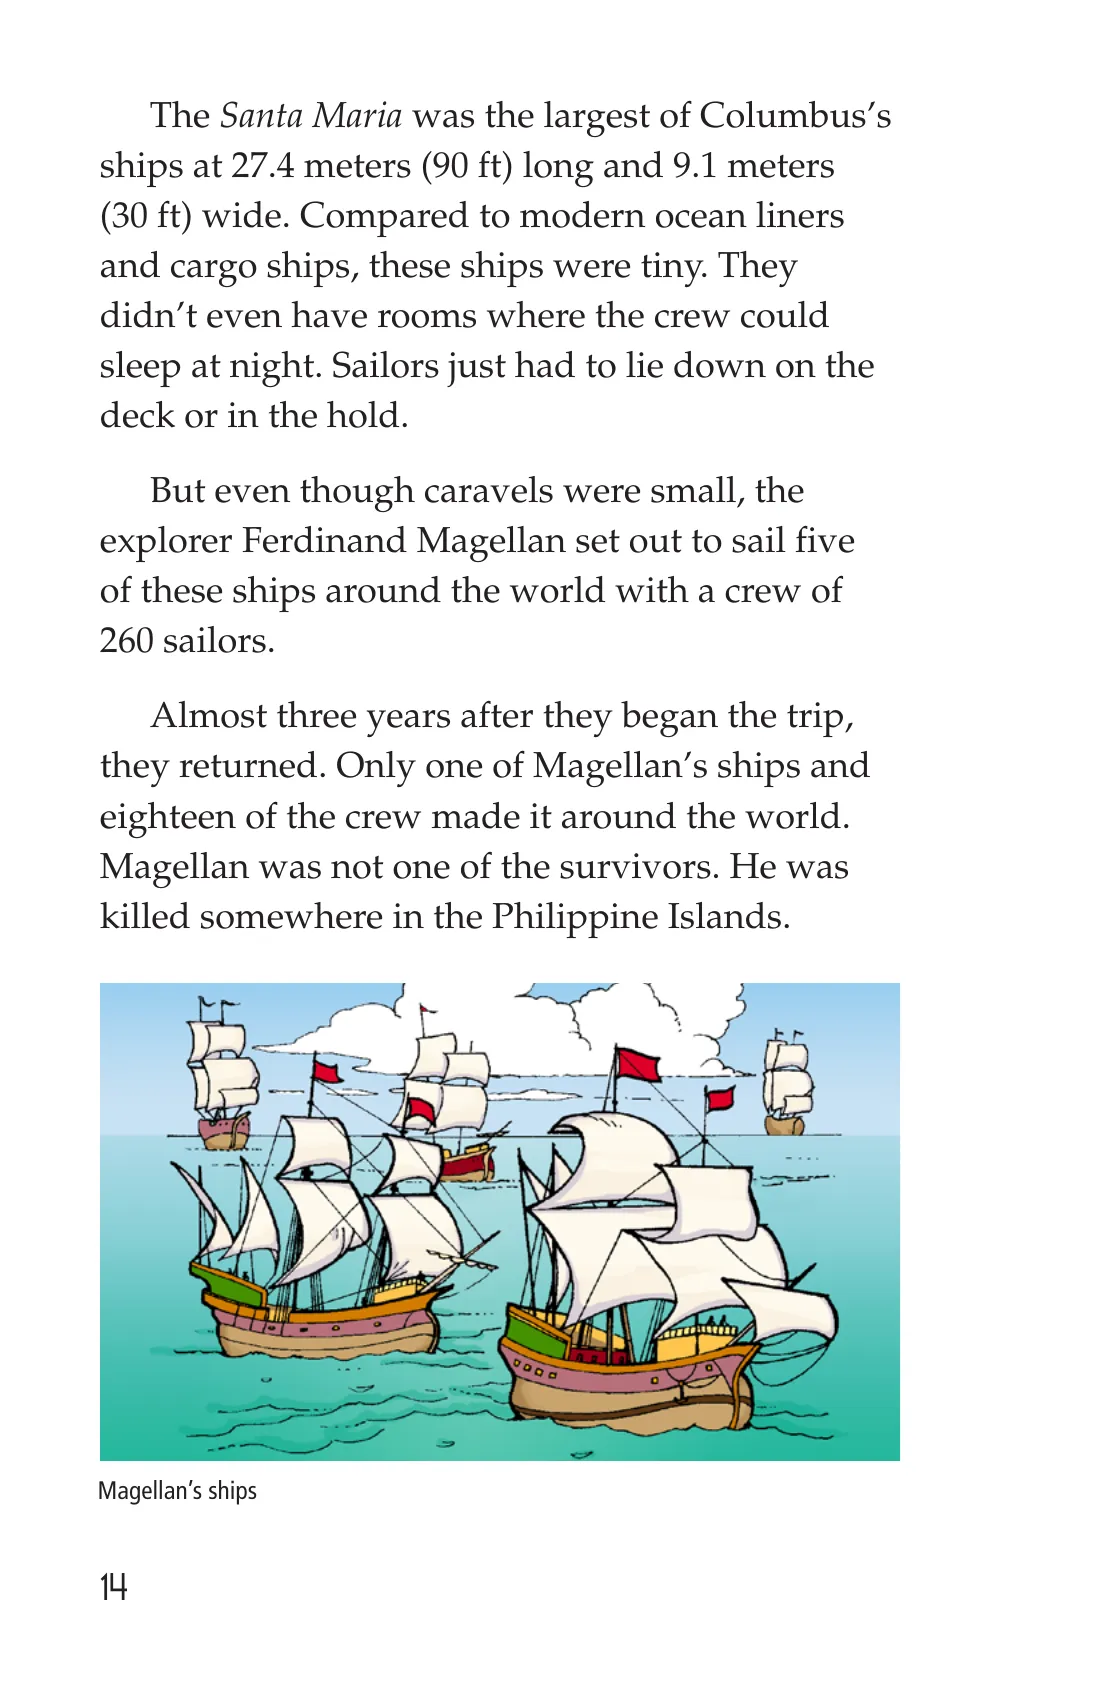 The Santa Maria was the largest of Columbus’s
ships at 27.4 meters (90 ft) long and 9.1 meters
(30 ft) wide. Compared to modern ocean liners
and cargo ships, these ships were tiny. They
didn’t even have rooms where the crew could
sleep at night. Sailors just had to lie down on the
deck or in the hold.
But even though caravels were small, the
explorer Ferdinand Magellan set out to sail five
of these ships around the world with a crew of
260 sailors.
Almost three years after they began the trip,
they returned. Only one of Magellan’s ships and
eighteen of the crew made it around the world.
Magellan was not one of the survivors. He was
killed somewhere in the Philippine Islands.
Magellan’s ships
14